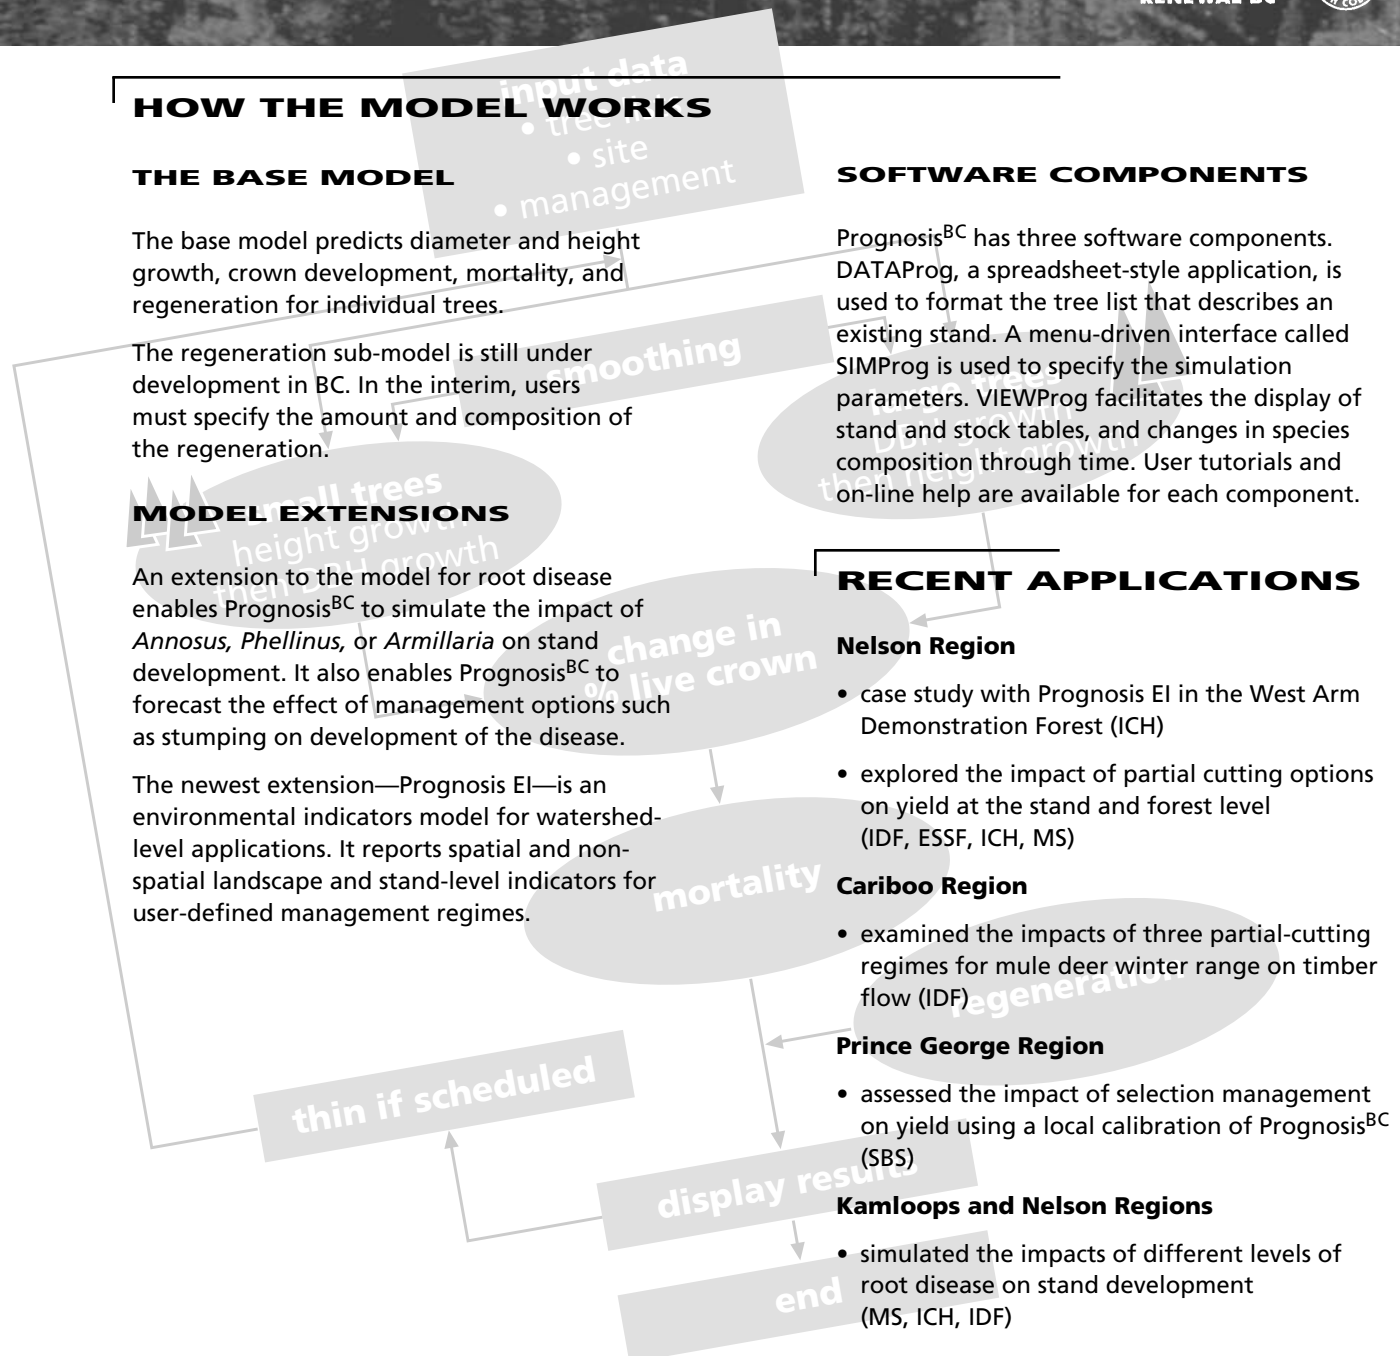 RENEWAL BC
HOW THE MODEL WORKS
THE BASE MODEL
The base model predicts diameter and height
growth, crown development, mortality, and
regeneration for individual trees.
The regeneration sub-model is still under
development in BC. In the interim, users
must specify the amount and composition of
the regeneration.
MODEL EXTENSIONS
An extension to the model for root disease
enables Prognosisᴮᶜ to simulate the impact of
Annosus, Phellinus, or Armillaria on stand
development. It also enables Prognosisᴮᶜ to
forecast the effect of management options such
as stumping on development of the disease.
The newest extension—Prognosis EI—is an
environmental indicators model for watershed-
level applications. It reports spatial and non-
spatial landscape and stand-level indicators for
user-defined management regimes.
SOFTWARE COMPONENTS
Prognosisᴮᶜ has three software components.
DATAProg, a spreadsheet-style application, is
used to format the tree list that describes an
existing stand. A menu-driven interface called
SIMProg is used to specify the simulation
parameters. VIEWProg facilitates the display of
stand and stock tables, and changes in species
composition through time. User tutorials and
on-line help are available for each component.
RECENT APPLICATIONS
Nelson Region
• case study with Prognosis EI in the West Arm
Demonstration Forest (ICH)
• explored the impact of partial cutting options
on yield at the stand and forest level
(IDF, ESSF, ICH, MS)
Cariboo Region
• examined the impacts of three partial-cutting
regimes for mule deer winter range on timber
flow (IDF)
Prince George Region
• assessed the impact of selection management
on yield using a local calibration of Prognosisᴮᶜ
(SBS)
Kamloops and Nelson Regions
• simulated the impacts of different levels of
root disease on stand development
(MS, ICH, IDF)
input data
• tree lists
• site
• management
smoothing
large trees
DBH growth
then height growth
small trees
height growth
then DBH growth
change in
% live crown
mortality
regeneration
thin if scheduled
display results
end